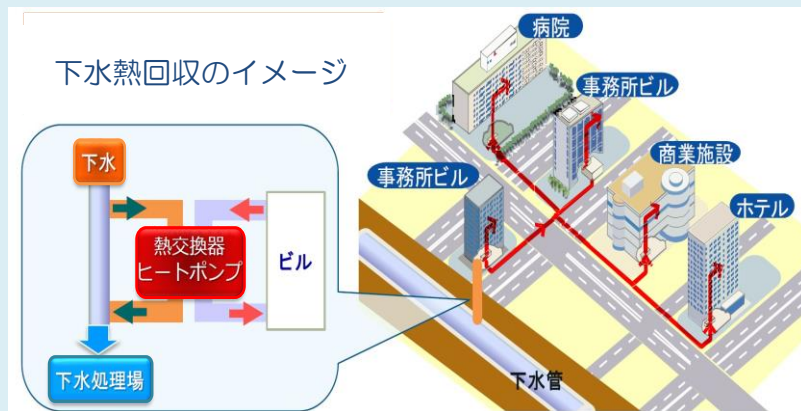 下水熱回収のイメージ
下水
熱交換器
ヒートポンプ
ビル
下水処理場
病院
事務所ビル
商業施設
事務所ビル
ホテル
下水管